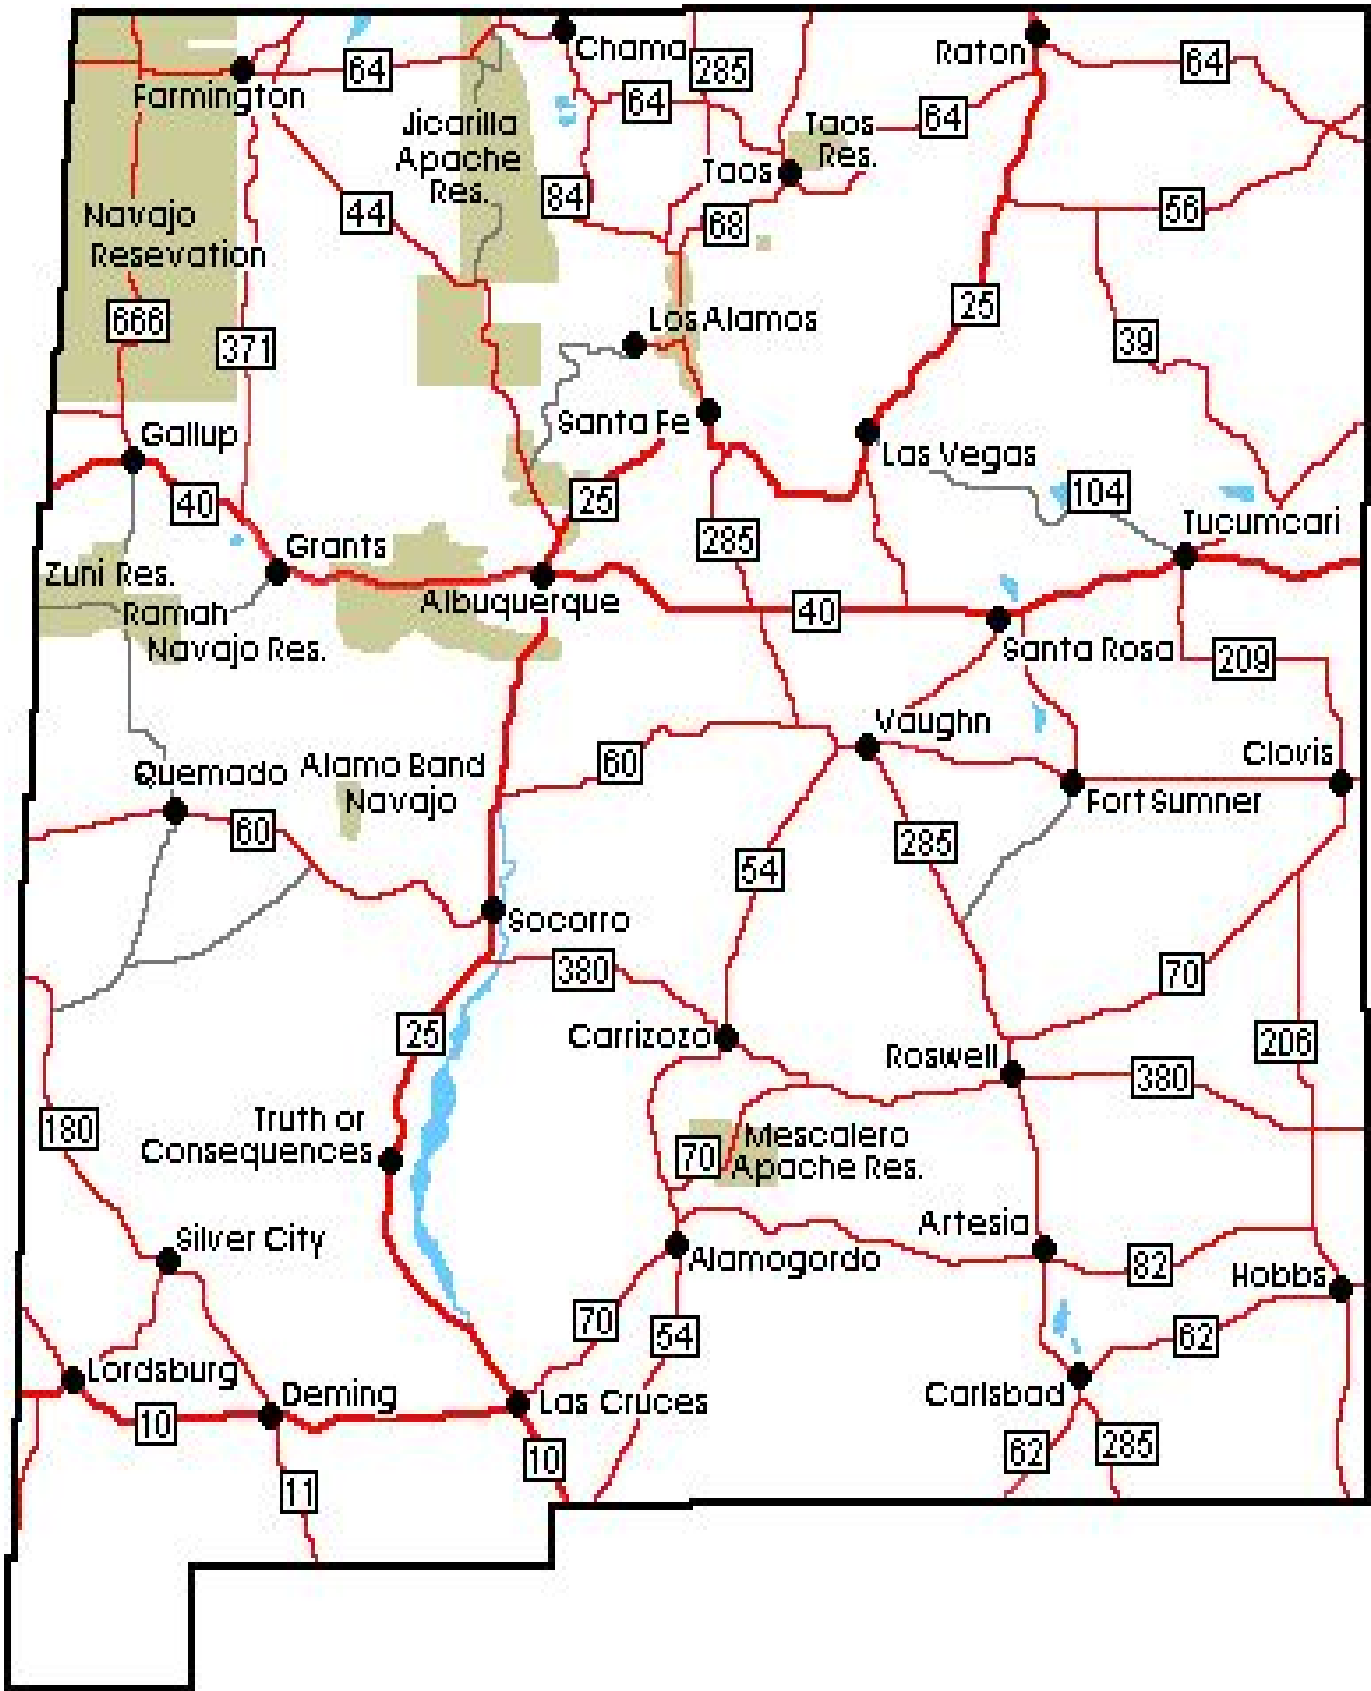 Chama
285
Raton
64
64
Farmington
64
64
Jicarilla
Apache
Res.
Taos
Res.
Taos
84
44
68
56
Navajo
Resevation
25
666
Los Alamos
371
39
Santa Fe
Gallup
Las Vegas
104
40
25
Tucumcari
285
Grants
Zuni Res.
Albuquerque
40
Ramah
Navajo Res.
Santa Rosa
209
Vaughn
60
Clovis
Quemado
Alamo Band
Navajo
Fort Sumner
60
285
54
Socorro
380
70
25
Carrizozo
206
Roswell
380
180
Truth or
Consequences
Mescalero
Apache Res.
70
Artesia
Silver City
Alamogordo
82
Hobbs
70
54
62
Lordsburg
Deming
Las Cruces
Carlsbad
10
10
62
285
11